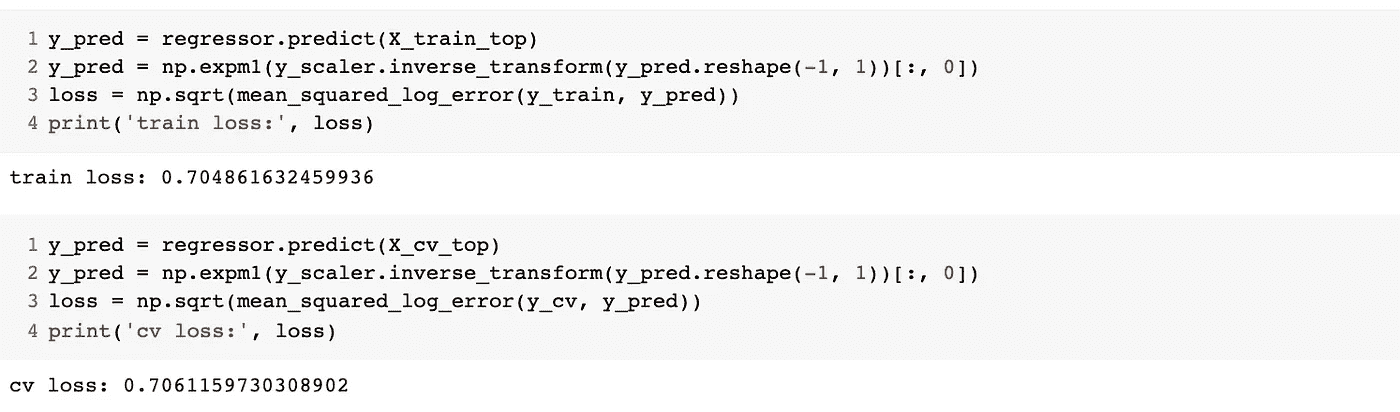 1 y_pred = regressor.predict(X_train_top)
2 y_pred = np.expm1(y_scaler.inverse_transform(y_pred.reshape(-1, 1))[:, 0])
3 loss = np.sqrt(mean_squared_log_error(y_train, y_pred))
4 print('train loss:', loss)
train loss: 0.704861632459936
1 y_pred = regressor.predict(X_cv_top)
2 y_pred = np.expm1(y_scaler.inverse_transform(y_pred.reshape(-1, 1))[:, 0])
3 loss = np.sqrt(mean_squared_log_error(y_cv, y_pred))
4 print('cv loss:', loss)
cv loss: 0.7061159730308902